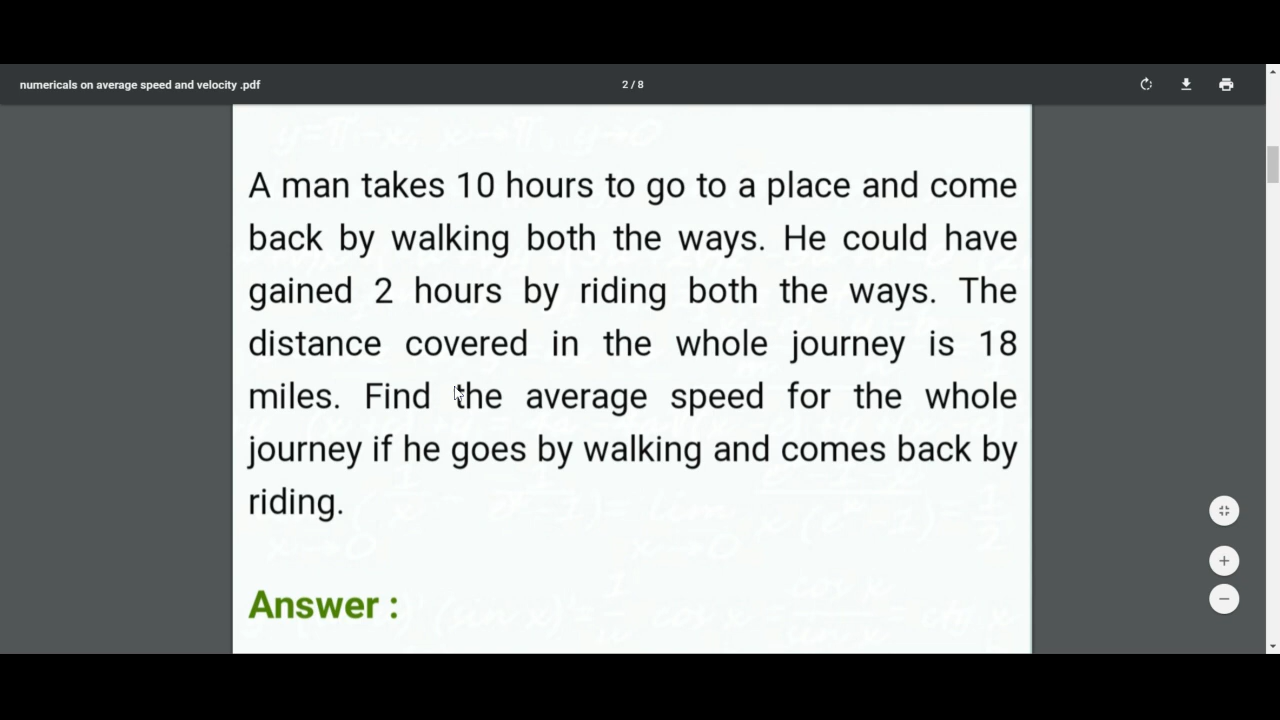 numericals on average speed and velocity .pdf
2 / 8
A man takes 10 hours to go to a place and come
back by walking both the ways. He could have
gained 2 hours by riding both the ways. The
distance covered in the whole journey is 18
miles. Find the average speed for the whole
journey if he goes by walking and comes back by
riding.
Answer :